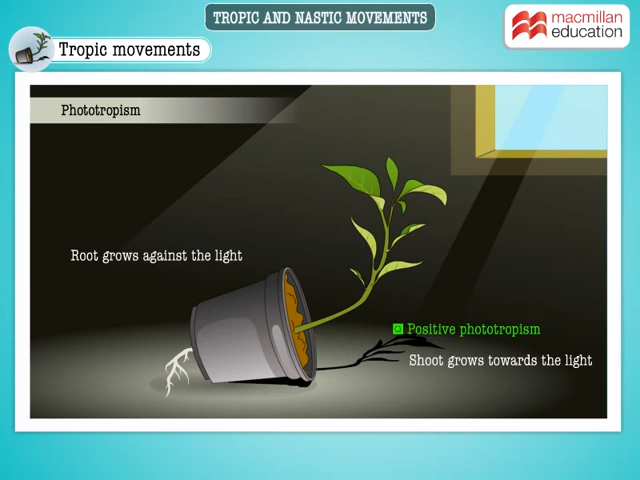 TROPIC AND NASTIC MOVEMENTS
macmillan
education
Tropic movements
Phototropism
Root grows against the light
Positive phototropism
Shoot grows towards the light